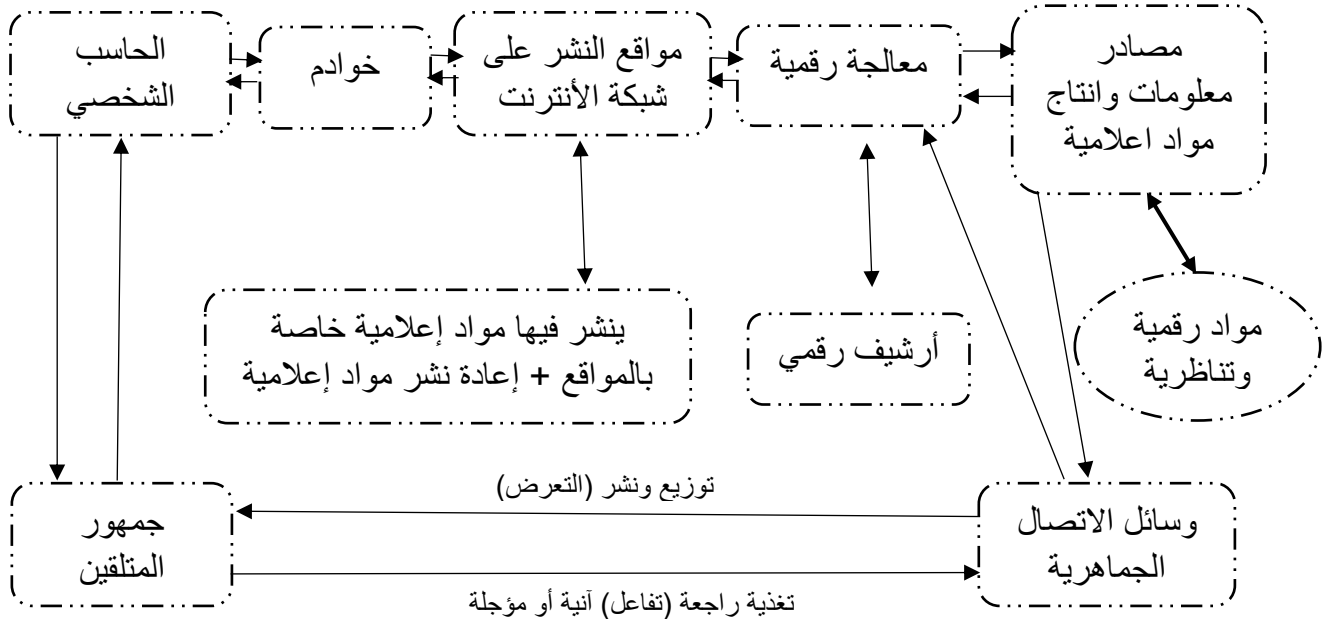 مصادر
معلومات وانتاج
مواد اعلامية
معالجة رقمية
مواقع النشر على
شبكة الأنترنت
خوادم
الحاسب
الشخصي
مواد رقمية
وتناظرية
أرشيف رقمي
ينشر فيها مواد إعلامية خاصة
بالمواقع + إعادة نشر مواد إعلامية
توزيع ونشر (التعرض)
وسائل الاتصال
الجماهرية
جمهور
المتلقين
تغذية راجعة (تفاعل) آنية أو مؤجلة